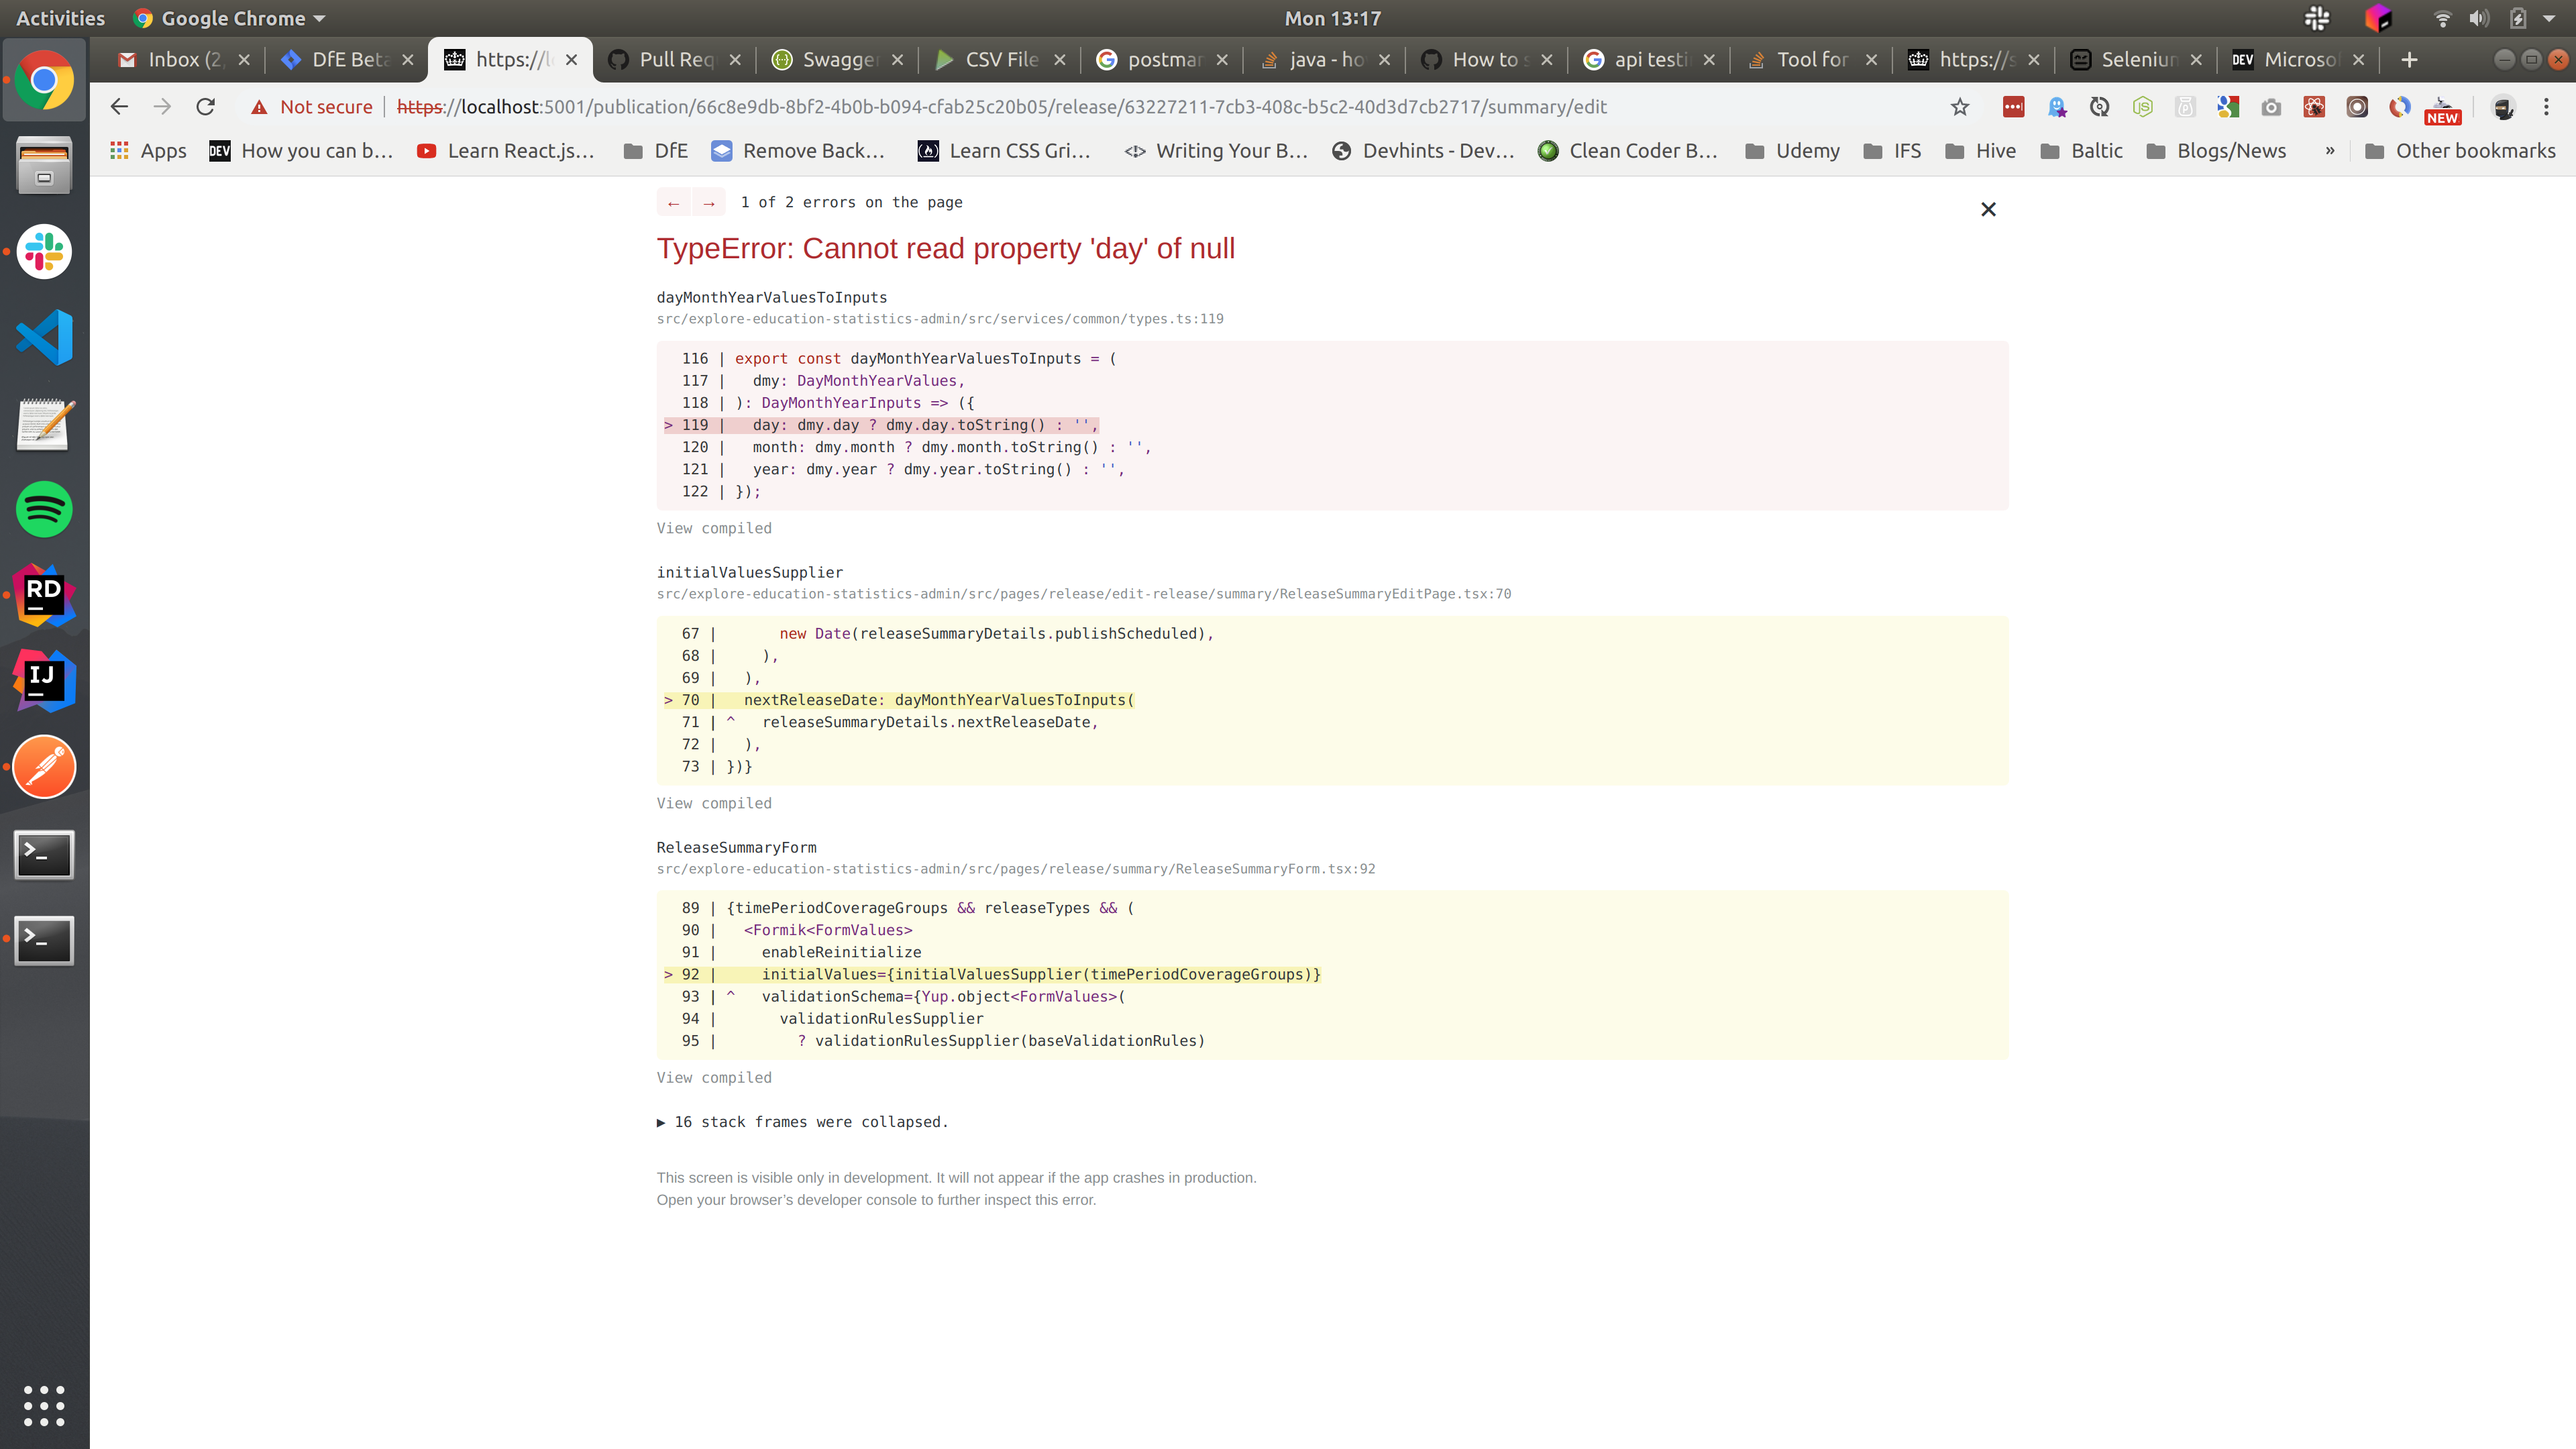 Activities Google Chrome Mon 13:17
Inbox (2, DfE Beta https://l Pull Req Swagger CSV File postman java - ho How to s api testi Tool for https://s Selenium DEV Microsof
Not secure https://localhost:5001/publication/66c8e9db-8bf2-4b0b-b094-cfab25c20b05/release/63227211-7cb3-408c-b5c2-40d3d7cb2717/summary/edit NEW
Apps DEV How you can b... Learn React.js... DfE Remove Back... Learn CSS Gri... Writing Your B... Devhints - Dev... Clean Coder B... Udemy IFS Hive Baltic Blogs/News » Other bookmarks
← → 1 of 2 errors on the page
TypeError: Cannot read property 'day' of null
dayMonthYearValuesToInputs
src/explore-education-statistics-admin/src/services/common/types.ts:119
116 | export const dayMonthYearValuesToInputs = (
117 | dmy: DayMonthYearValues,
118 | ): DayMonthYearInputs => ({
> 119 | day: dmy.day ? dmy.day.toString() : '',
120 | month: dmy.month ? dmy.month.toString() : '',
121 | year: dmy.year ? dmy.year.toString() : '',
122 | });
View compiled
initialValuesSupplier
src/explore-education-statistics-admin/src/pages/release/edit-release/summary/ReleaseSummaryEditPage.tsx:70
67 | new Date(releaseSummaryDetails.publishScheduled),
68 | ),
69 | ),
> 70 | nextReleaseDate: dayMonthYearValuesToInputs(
71 | ^ releaseSummaryDetails.nextReleaseDate,
72 | ),
73 | })}
View compiled
ReleaseSummaryForm
src/explore-education-statistics-admin/src/pages/release/summary/ReleaseSummaryForm.tsx:92
89 | {timePeriodCoverageGroups && releaseTypes && (
90 | <Formik<FormValues>
91 | enableReinitialize
> 92 | initialValues={initialValuesSupplier(timePeriodCoverageGroups)}
93 | ^ validationSchema={Yup.object<FormValues>(
94 | validationRulesSupplier
95 | ? validationRulesSupplier(baseValidationRules)
View compiled
▶ 16 stack frames were collapsed.
This screen is visible only in development. It will not appear if the app crashes in production.
Open your browser’s developer console to further inspect this error.
RD
IJ